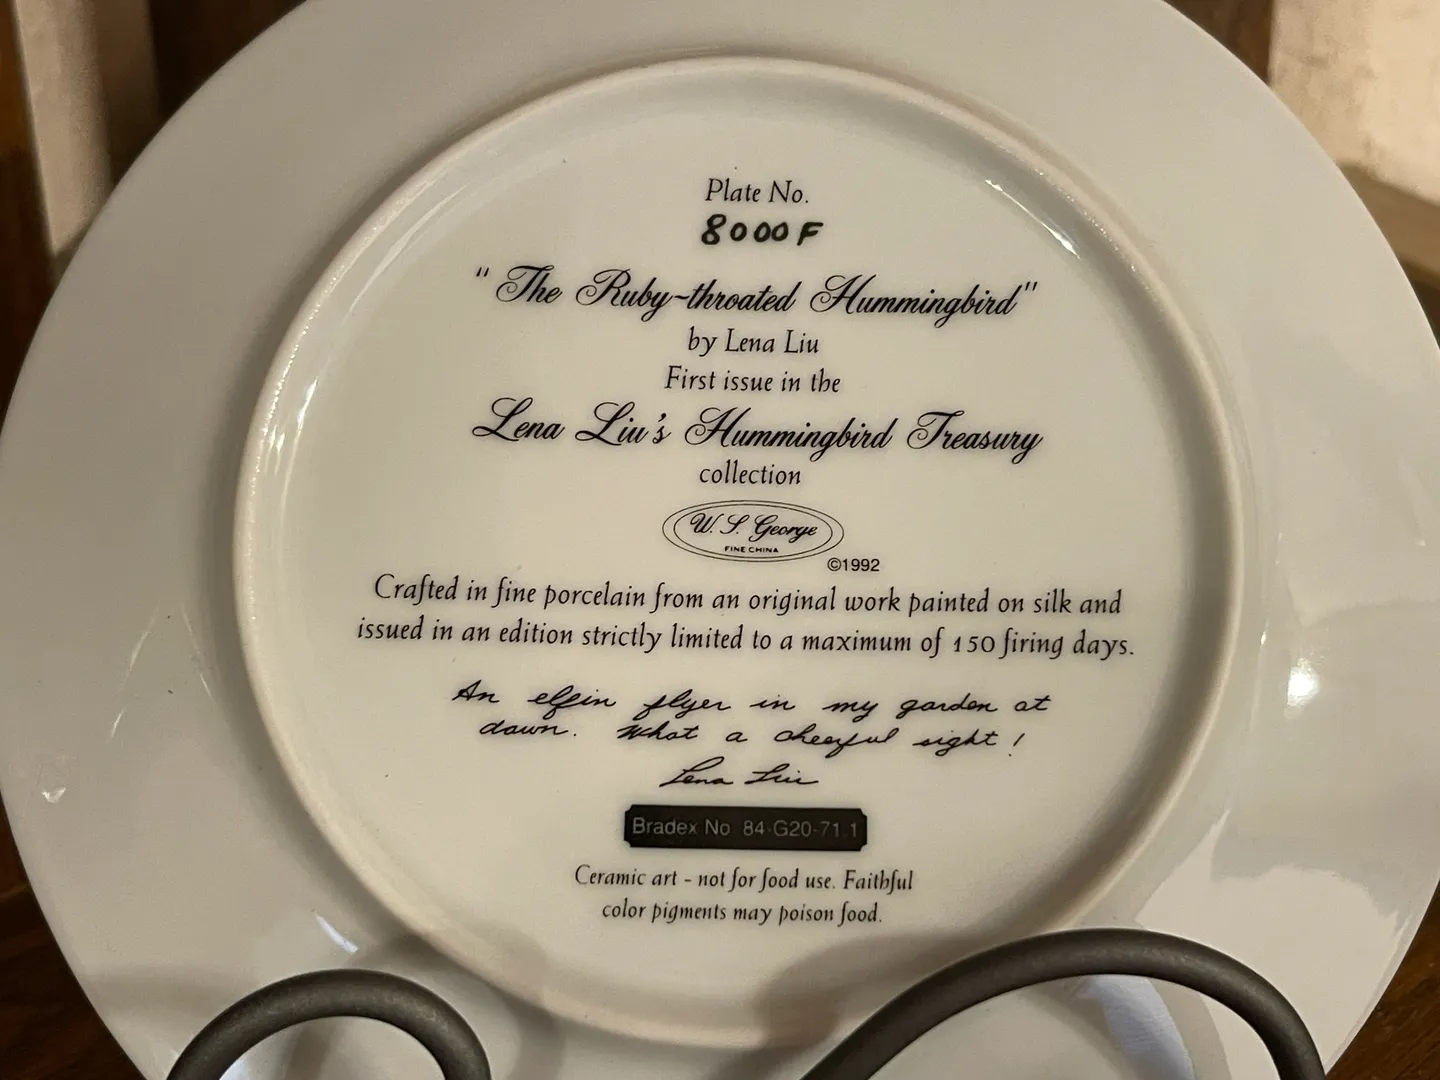 Plate No.
8000F
"The Ruby-throated Hummingbird"
by Lena Liu
First issue in the
Lena Liu's Hummingbird Treasury
collection
W. S. George
FINE CHINA
©1992
Crafted in fine porcelain from an original work painted on silk and
issued in an edition strictly limited to a maximum of 150 firing days.
An elfin flyer in my garden at
dawn. What a cheerful sight!
Lena Liu
Bradex No 84-G20-71.1
Ceramic art - not for food use. Faithful
color pigments may poison food.